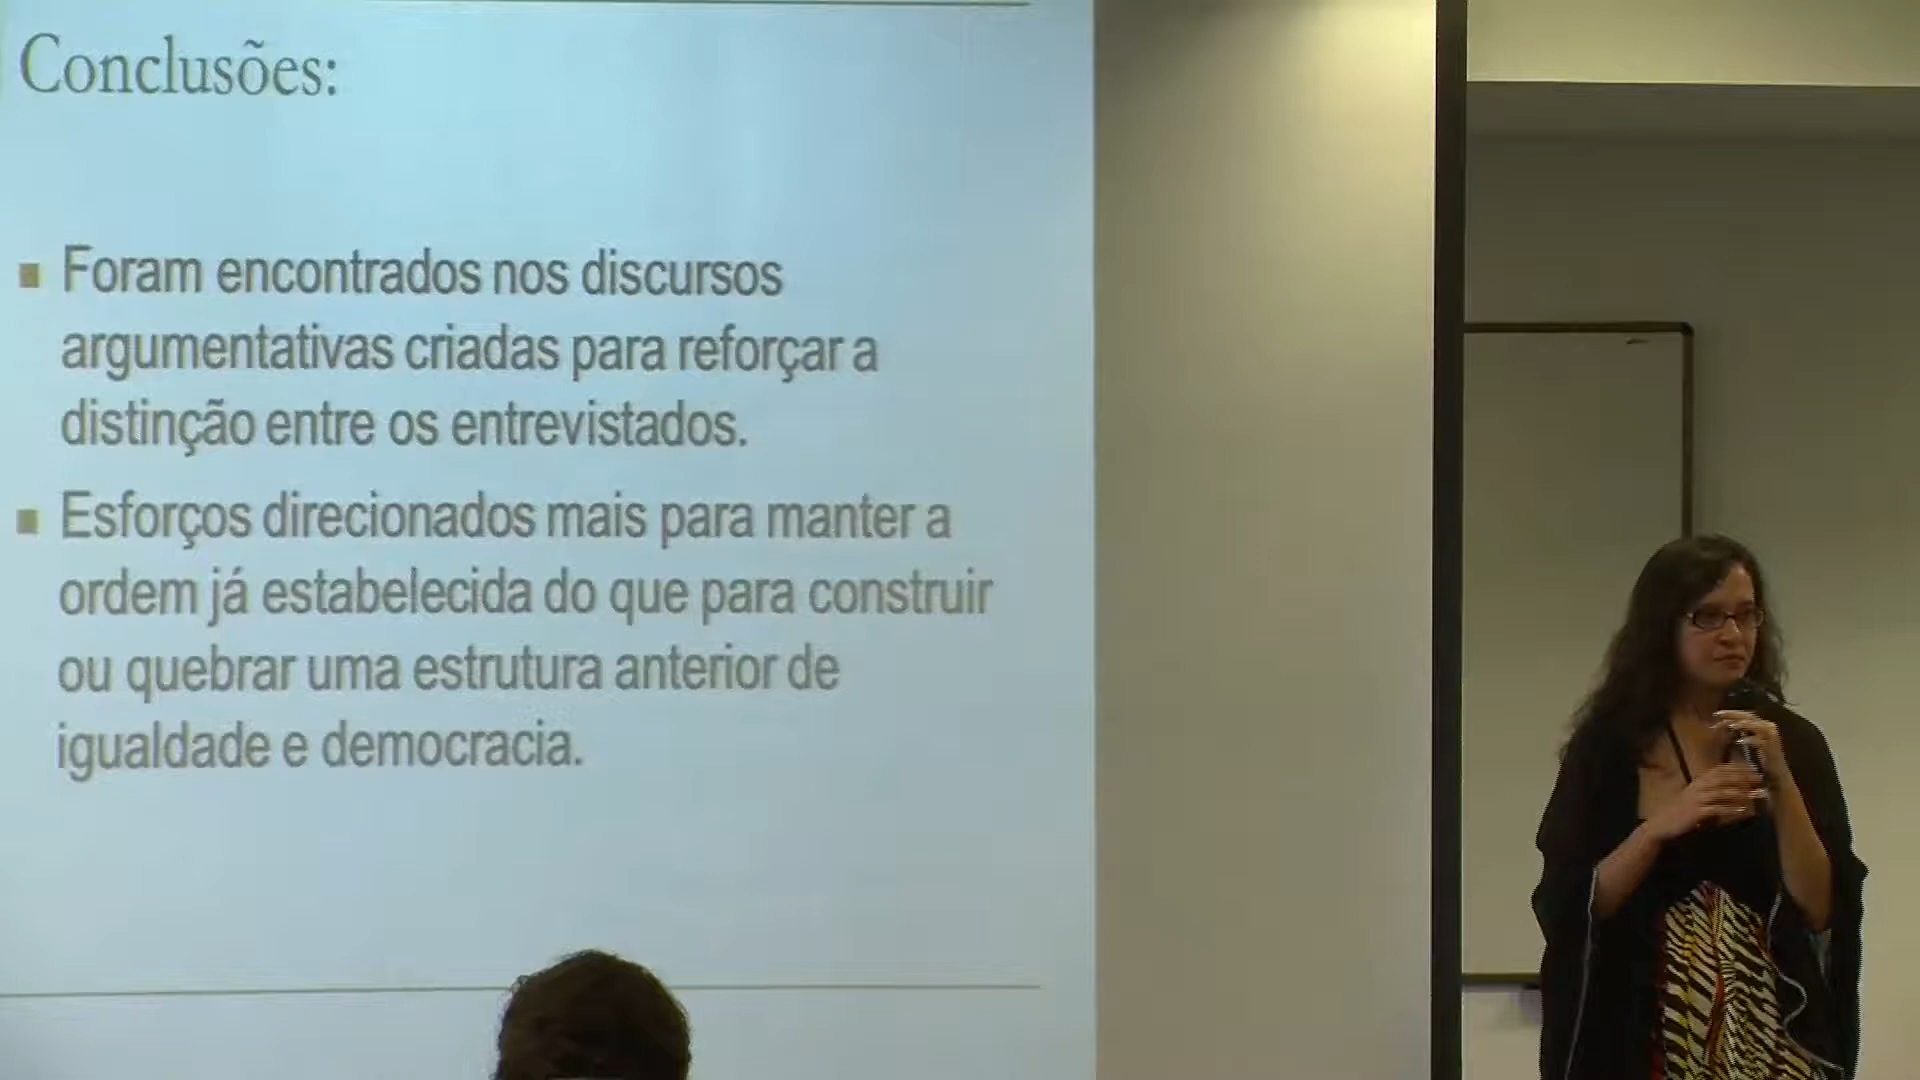 Conclusões:
Foram encontrados nos discursos
argumentativas criadas para reforçar a
distinção entre os entrevistados.
Esforços direcionados mais para manter a
ordem já estabelecida do que para construir
ou quebrar uma estrutura anterior de
igualdade e democracia.